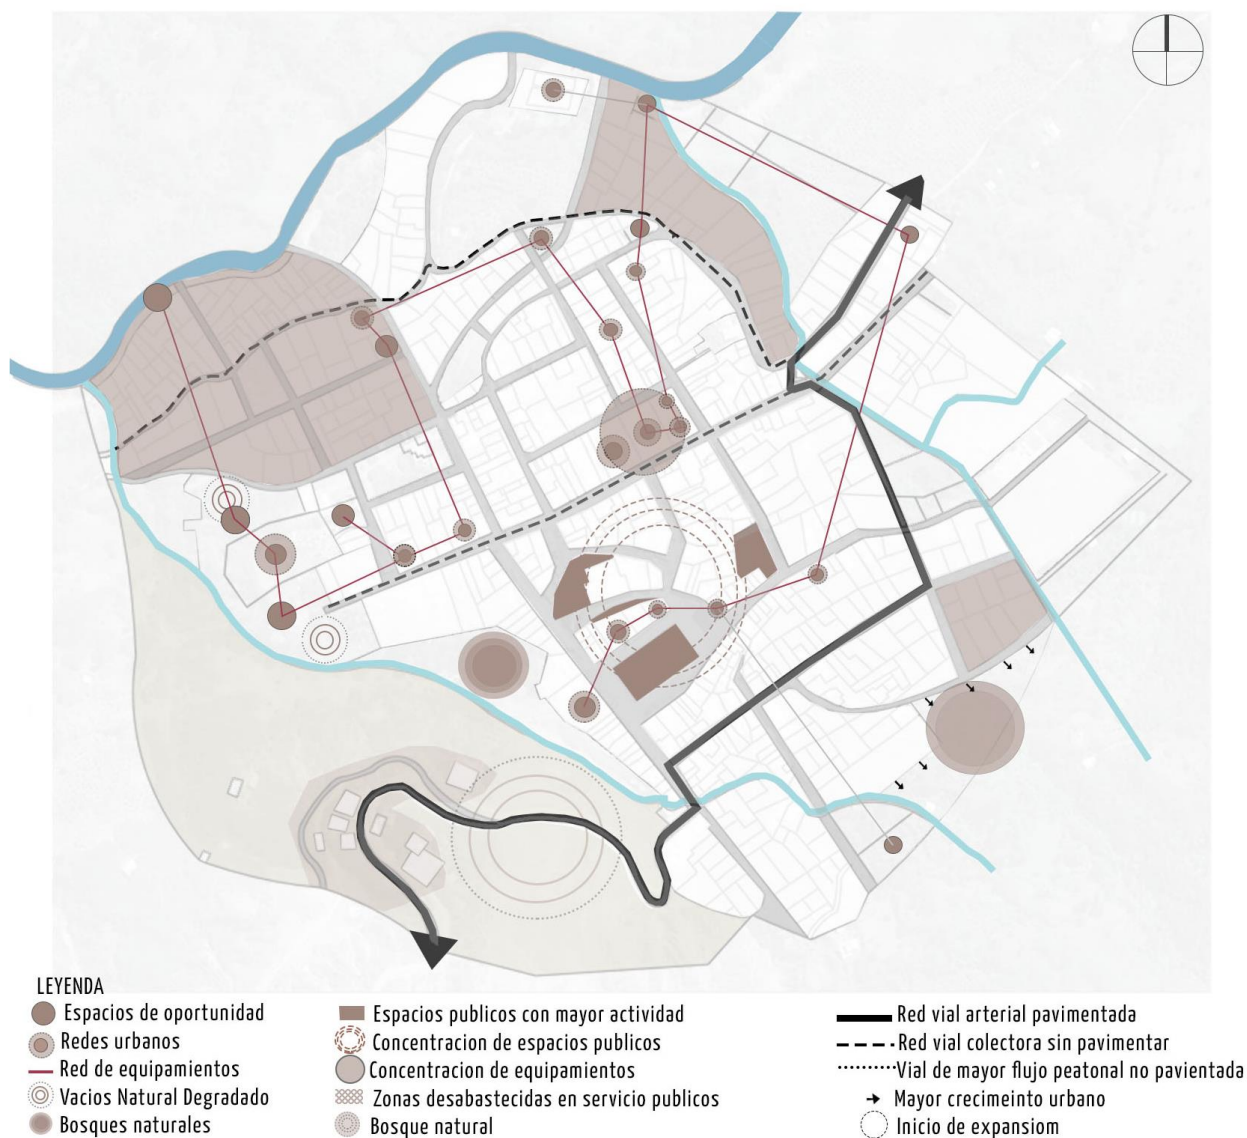 LEYENDA
Espacios de oportunidad
Redes urbanos
Red de equipamientos
Vacios Natural Degradado
Bosques naturales
Espacios publicos con mayor actividad
Concentracion de espacios publicos
Concentracion de equipamientos
Zonas desabastecidas en servicio publicos
Bosque natural
Red vial arterial pavimentada
Red vial colectora sin pavimentar
Vial de mayor flujo peatonal no pavientada
Mayor crecimeinto urbano
Inicio de expansiom